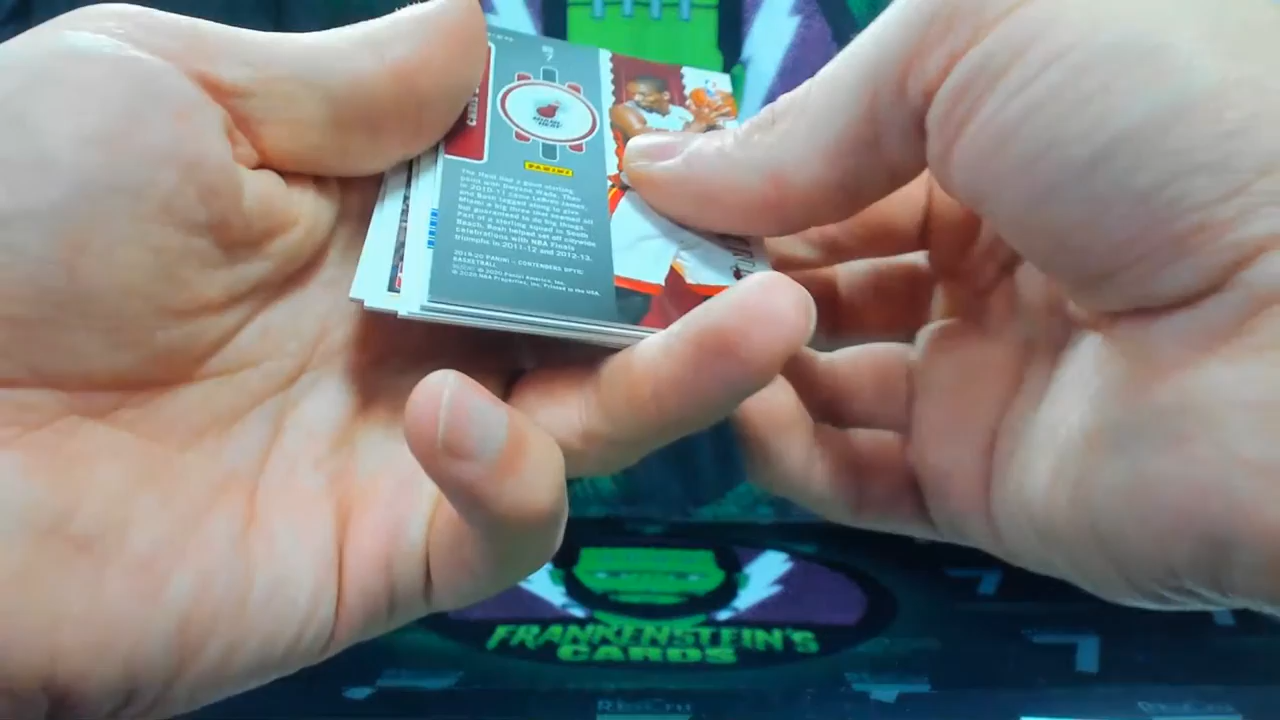 7
MIAMI
HEAT
PANINI
The Heat had a good starting
point with Dwyane Wade. Then
in 2010-11 came LeBron James,
and Bosh tagged along to give
Miami a big three that seemed all
but guaranteed to do big things.
Part of a sterling squad in South
Beach, Bosh helped set off citywide
celebrations with NBA Finals
triumphs in 2011-12 and 2012-13.
2019-20 PANINI – CONTENDERS OPTIC
BASKETBALL
© 2020 Panini America, Inc.
© 2020 NBA Properties, Inc. Printed in the USA.
FRANKENSTEIN'S
CARDS